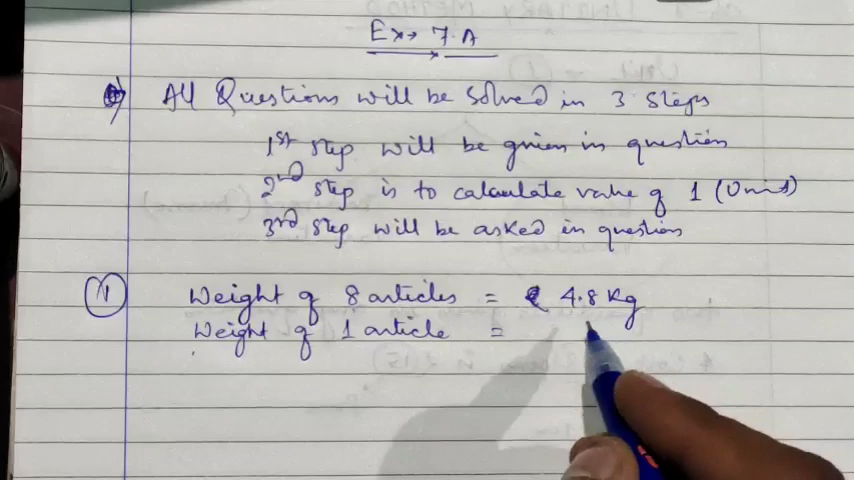 Ex→ 7.A
All Questions will be solved in 3 steps
1st step will be given in question
2nd step is to calculate value of 1 (Unit)
3rd step will be asked in question
1 Weight of 8 articles = 4.8 Kg
Weight of 1 article =